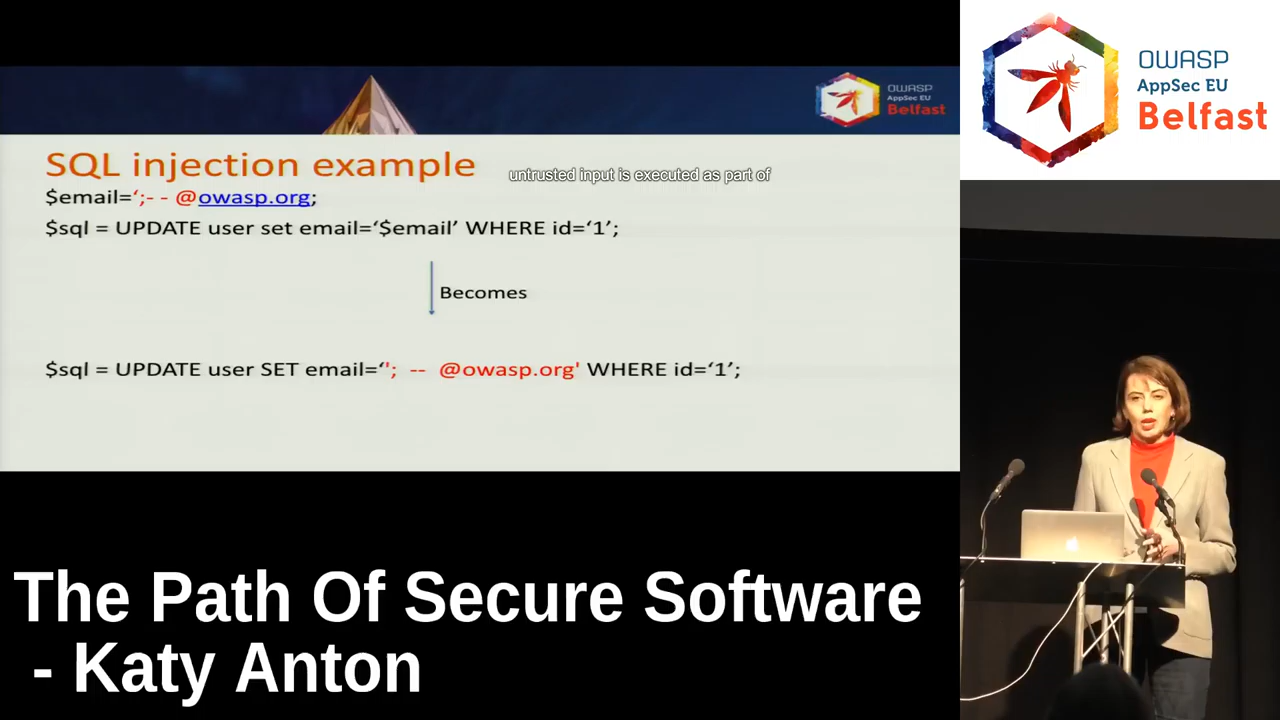 OWASP
AppSec EU
Belfast
SQL injection example
untrusted input is executed as part of
$email=‘;- - @owasp.org;
$sql = UPDATE user set email=‘$email’ WHERE id=‘1’;
Becomes
$sql = UPDATE user SET email=‘'; -- @owasp.org' WHERE id=‘1’;
OWASP
AppSec EU
Belfast
The Path Of Secure Software
- Katy Anton